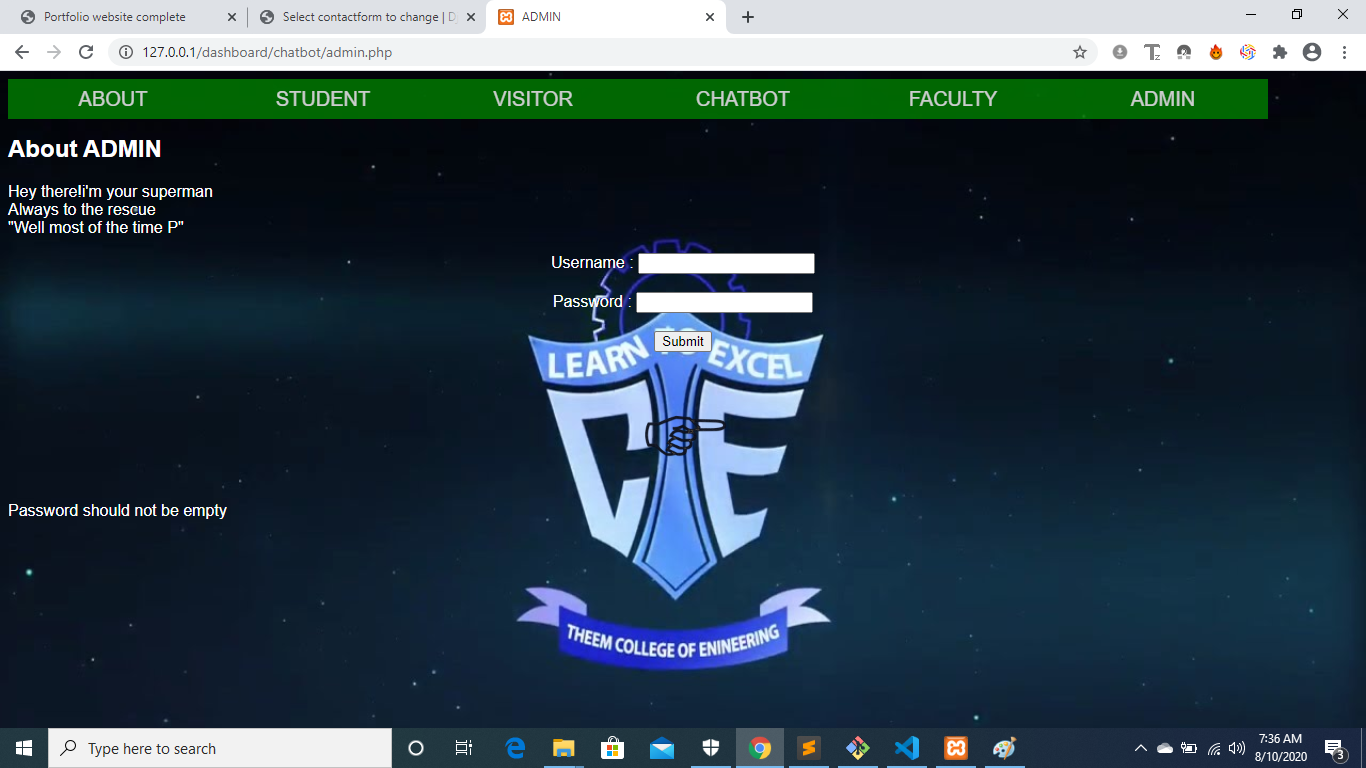 Portfolio website complete
Select contactform to change | D
ADMIN
127.0.0.1/dashboard/chatbot/admin.php
ABOUT STUDENT VISITOR CHATBOT FACULTY ADMIN
About ADMIN
Hey there!i'm your superman
Always to the rescue
"Well most of the time P"
Username :
Password :
Submit
LEARN TO EXCEL
CE
Password should not be empty
THEEM COLLEGE OF ENINEERING
Type here to search
7:36 AM
8/10/2020
3